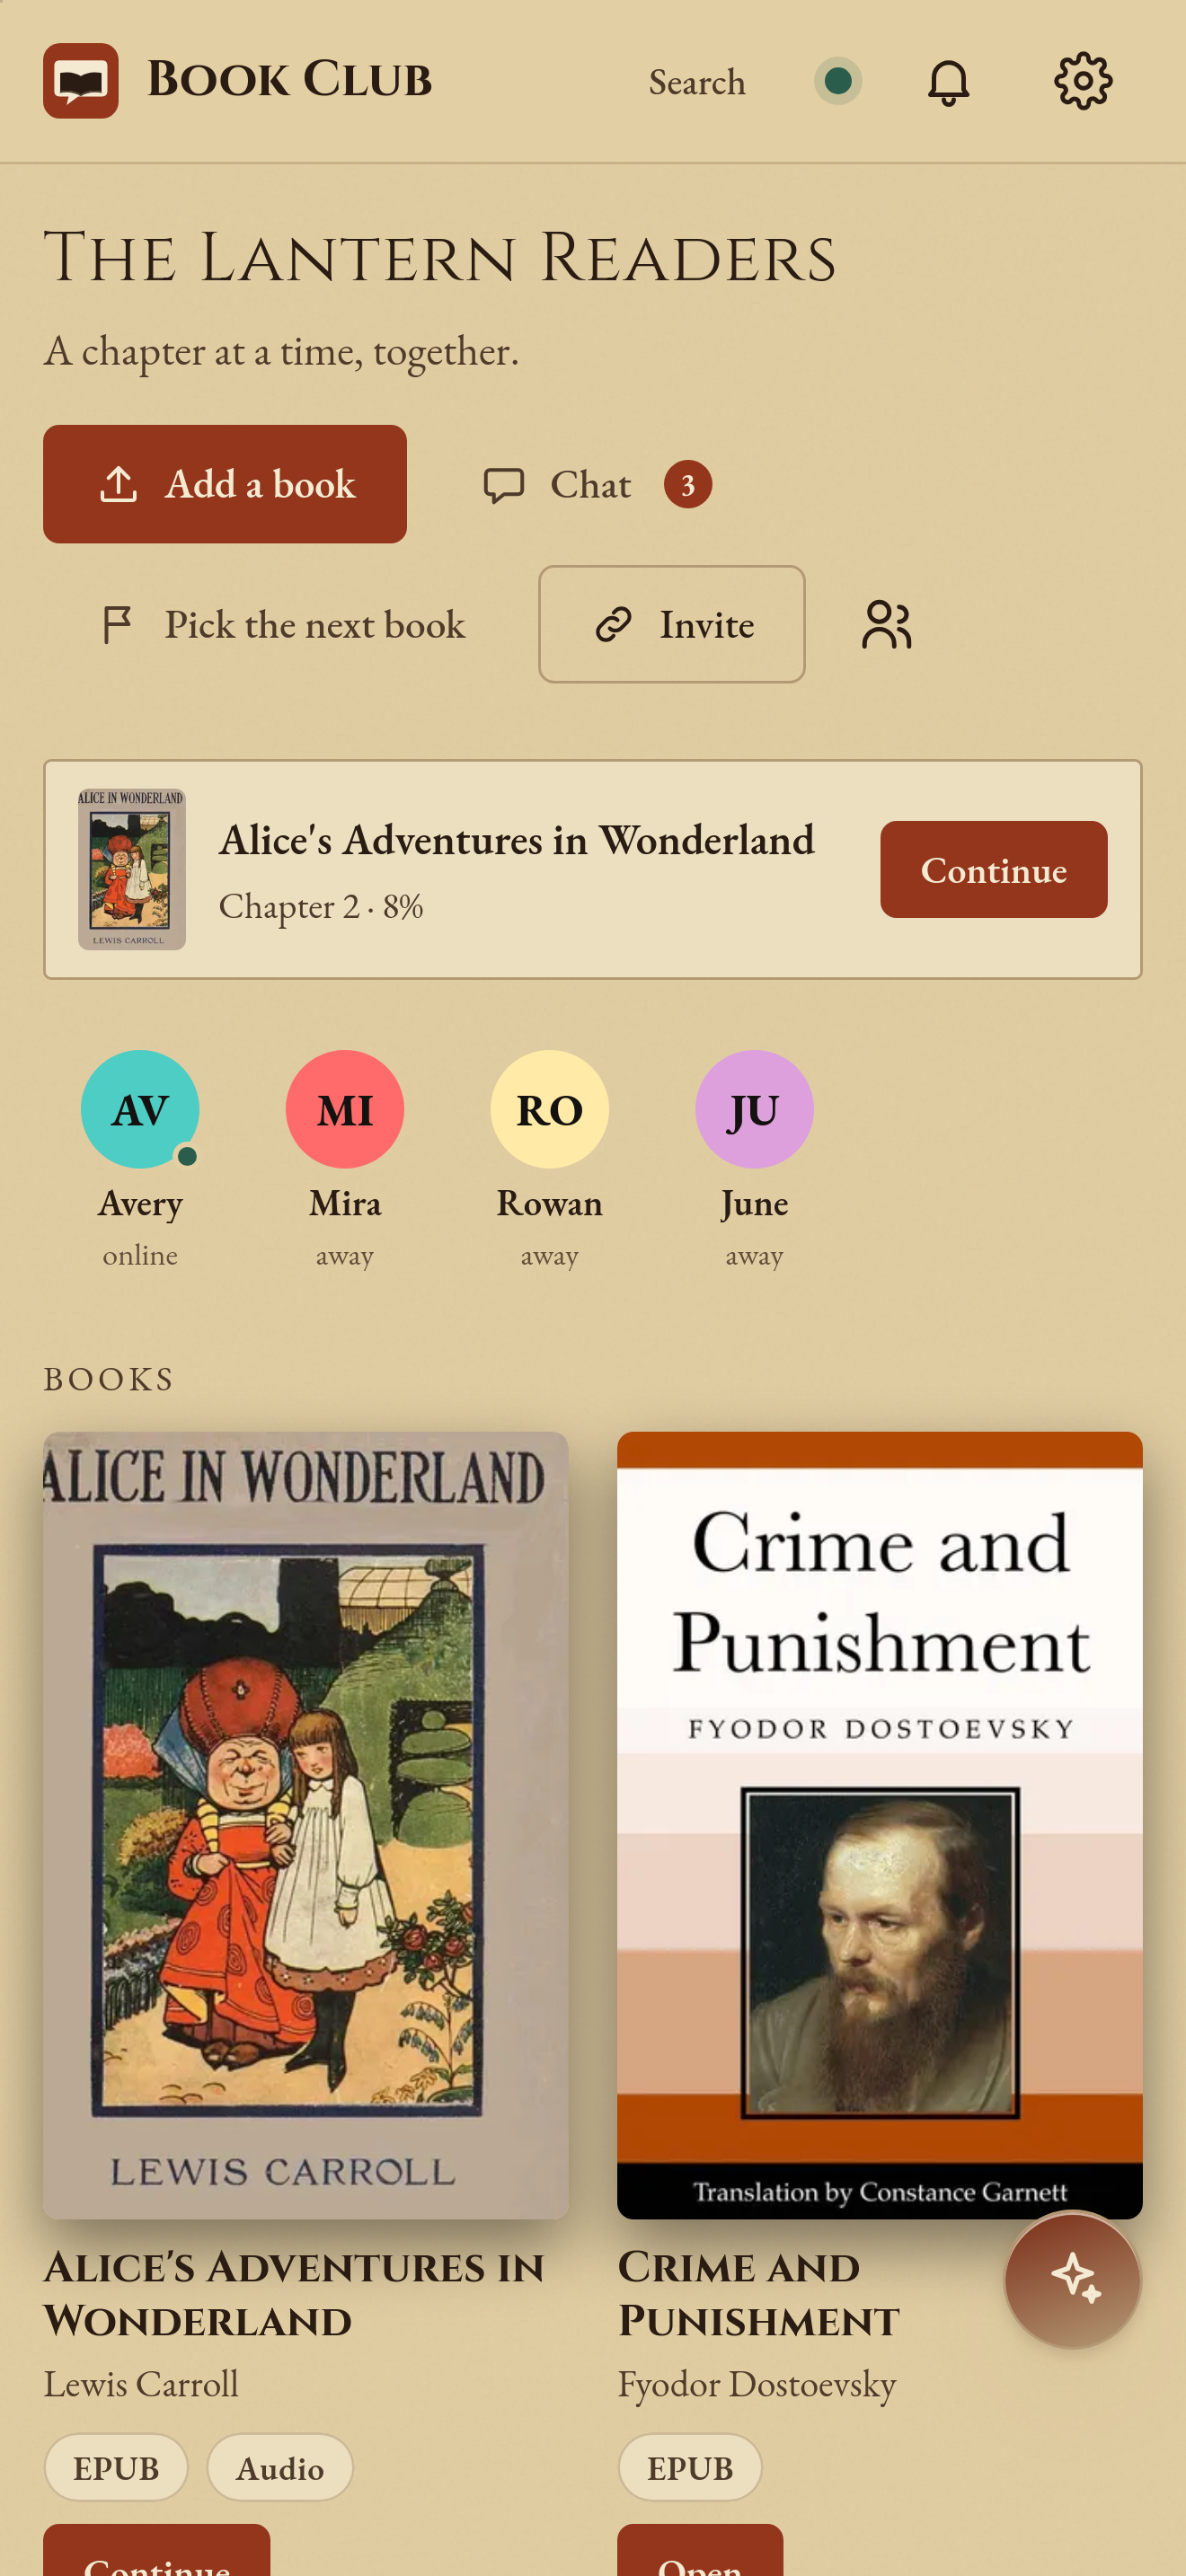 Book Club
Search
The Lantern Readers
A chapter at a time, together.
Add a book
Chat 3
Pick the next book
Invite
ALICE IN WONDERLAND
LEWIS CARROLL
Alice's Adventures in Wonderland
Chapter 2 · 8%
Continue
AV
MI
RO
JU
Avery
Mira
Rowan
June
online
away
away
away
BOOKS
ALICE IN WONDERLAND
LEWIS CARROLL
Crime and
Punishment
FYODOR DOSTOEVSKY
Translation by Constance Garnett
Alice's Adventures in
Wonderland
Lewis Carroll
EPUB
Audio
Continue
Crime and
Punishment
Fyodor Dostoevsky
EPUB
Open